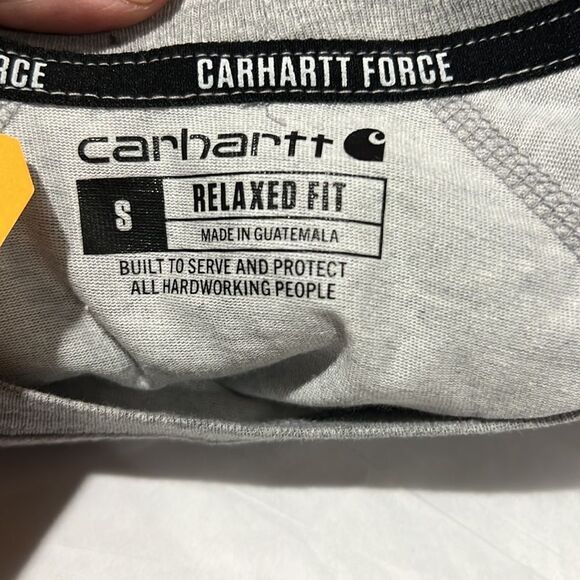 RCE CARHARTT FORCE
carhartt
S RELAXED FIT
MADE IN GUATEMALA
BUILT TO SERVE AND PROTECT
ALL HARDWORKING PEOPLE